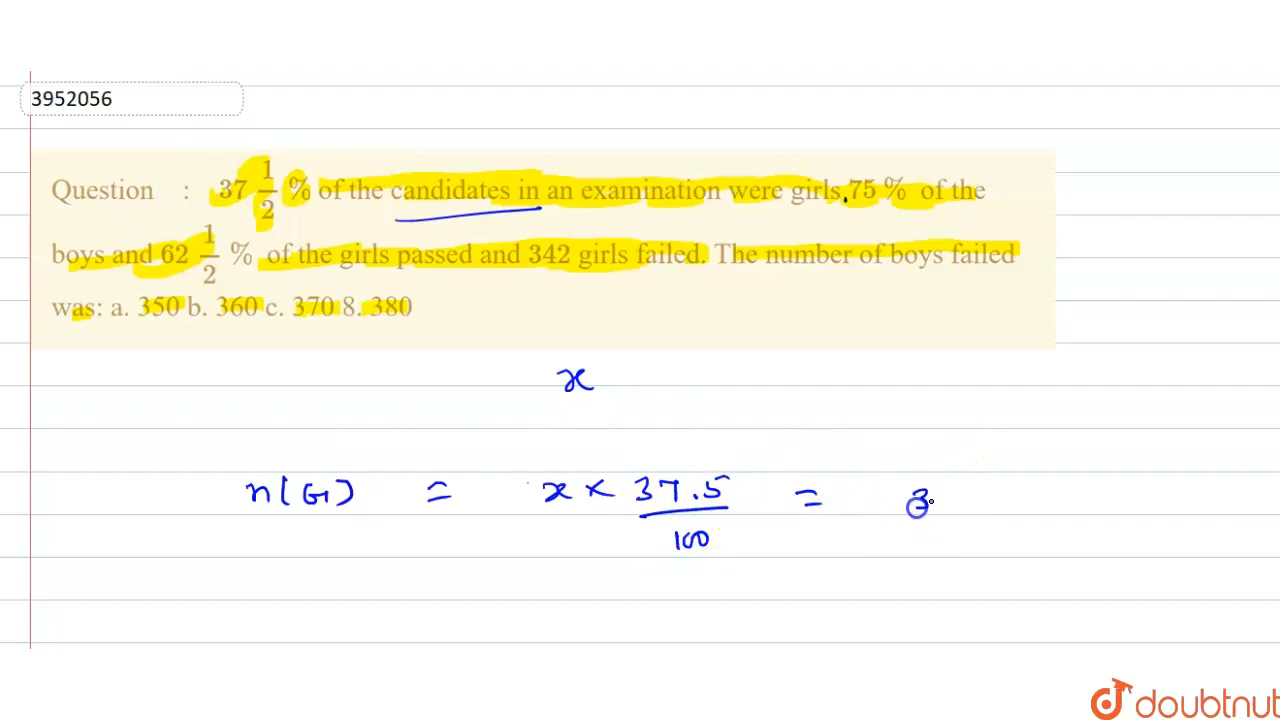 3952056
Question : 37 1/2 % of the candidates in an examination were girls,75 % of the
boys and 62 1/2 % of the girls passed and 342 girls failed. The number of boys failed
was: a. 350 b. 360 c. 370 8. 380
x
n(G) = x × 37.5/100 = 3
doubtnut